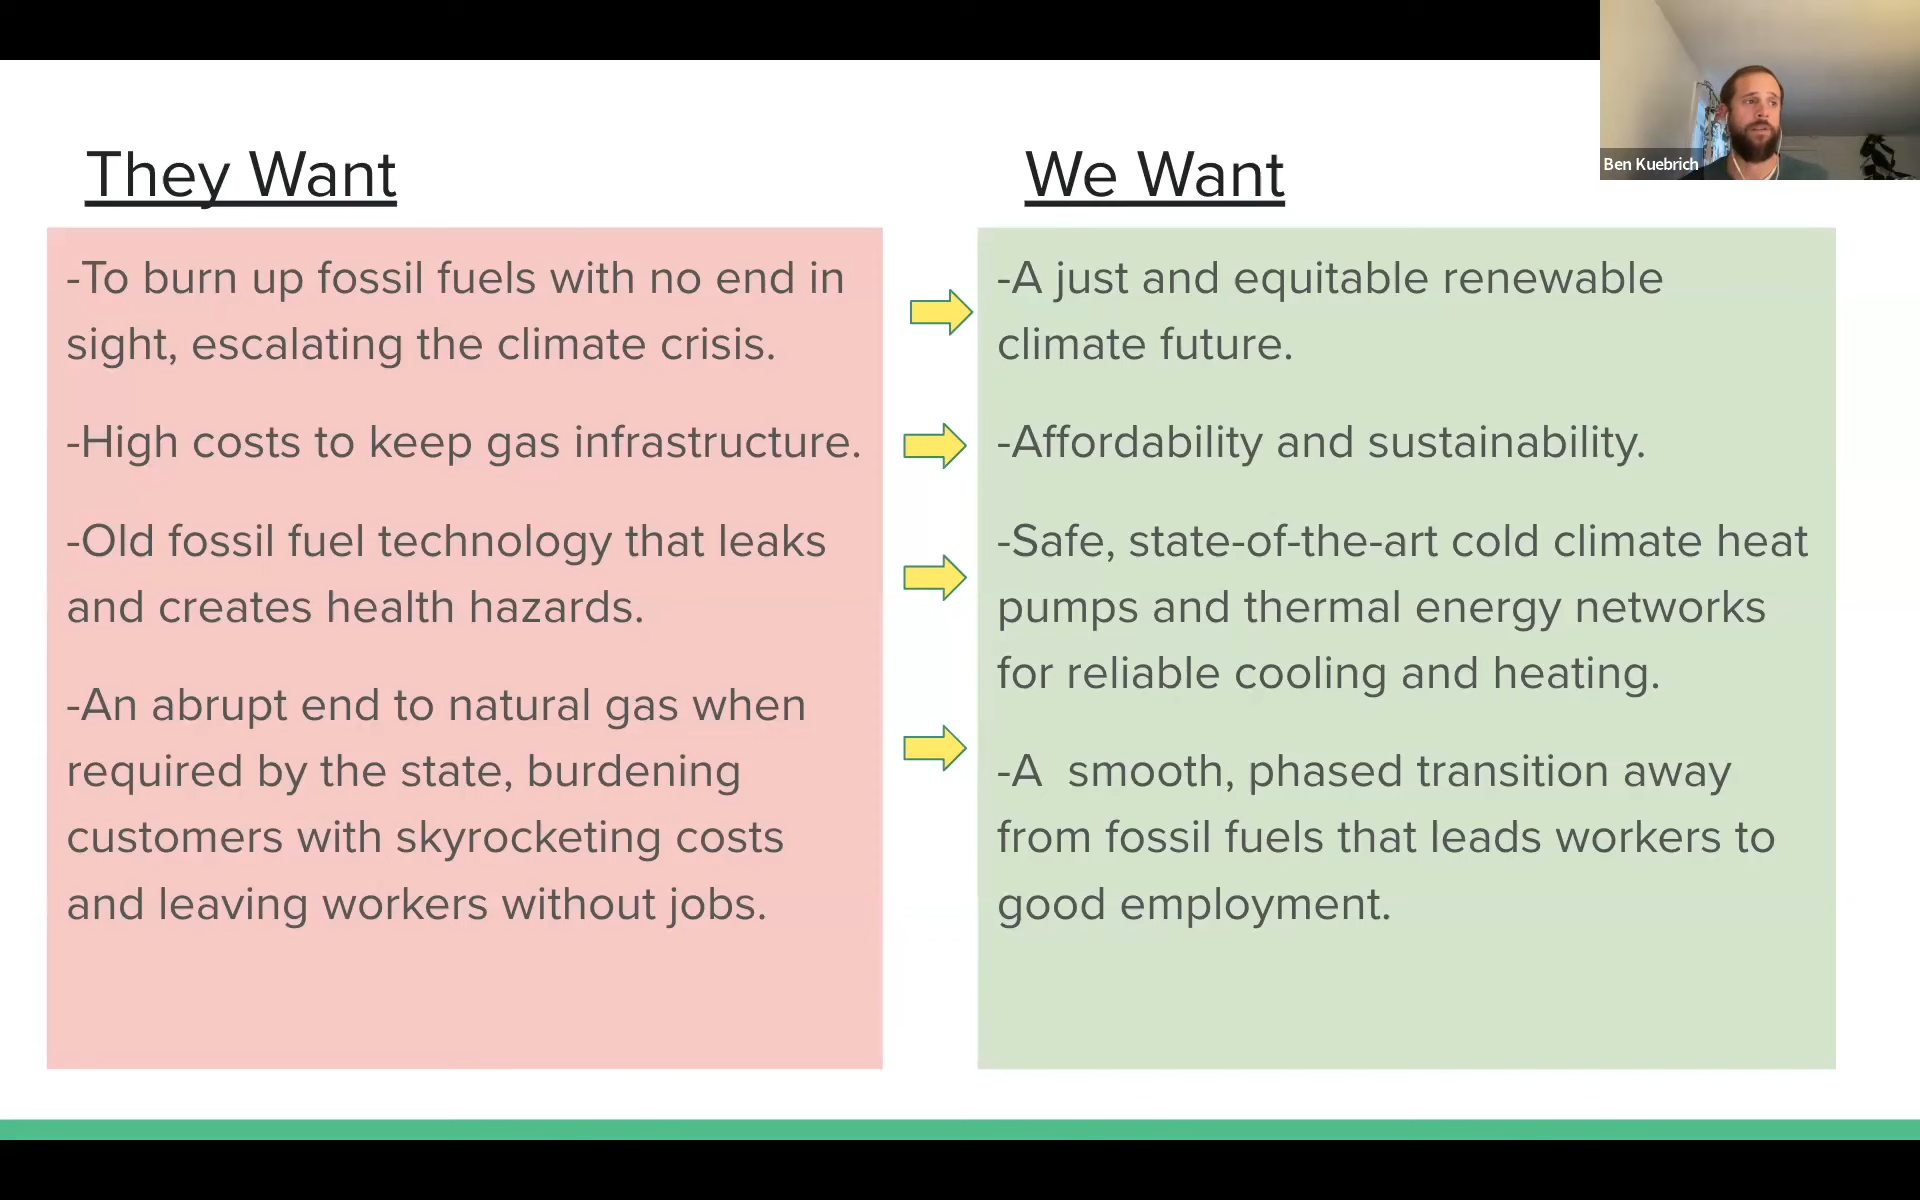 They Want
-To burn up fossil fuels with no end in
sight, escalating the climate crisis.
-High costs to keep gas infrastructure.
-Old fossil fuel technology that leaks
and creates health hazards.
-An abrupt end to natural gas when
required by the state, burdening
customers with skyrocketing costs
and leaving workers without jobs.
We Want
-A just and equitable renewable
climate future.
-Affordability and sustainability.
-Safe, state-of-the-art cold climate heat
pumps and thermal energy networks
for reliable cooling and heating.
-A  smooth, phased transition away
from fossil fuels that leads workers to
good employment.
Ben Kuebrich